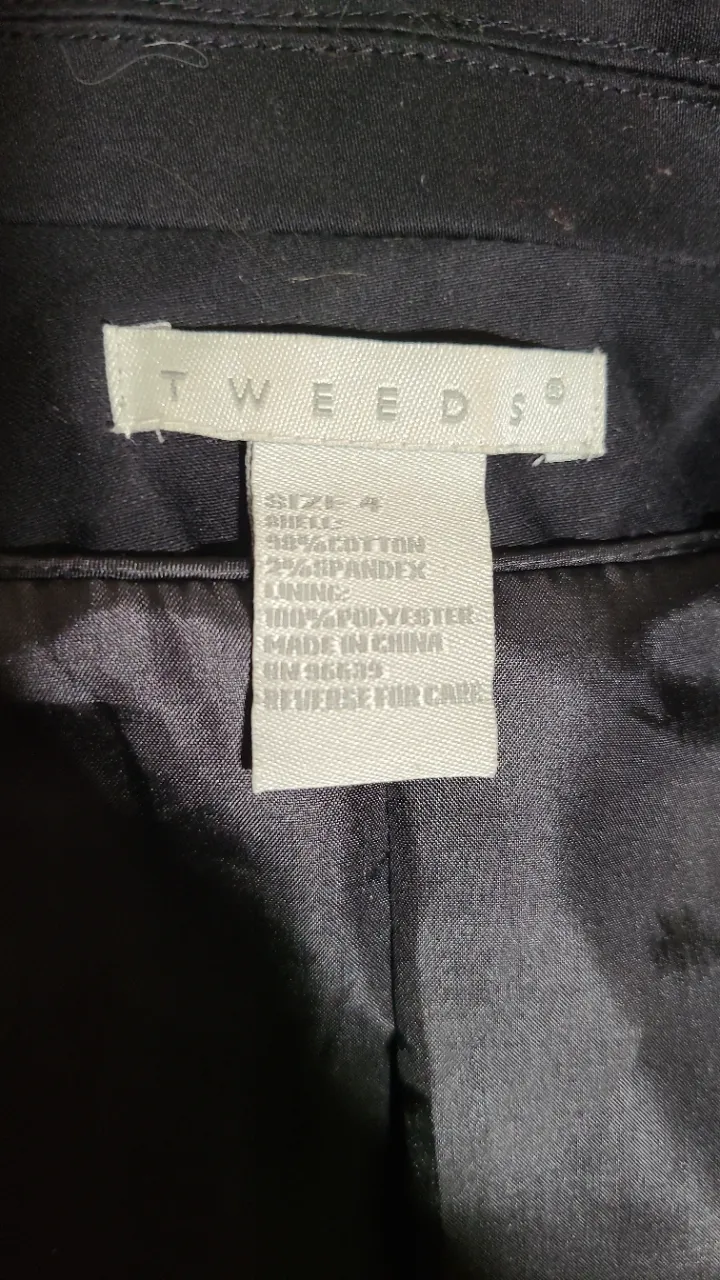 TWEEDS®
SIZE: 4
SHELL:
98%COTTON
2%SPANDEX
LINING:
100%POLYESTER
MADE IN CHINA
RN 96639
REVERSE FOR CARE